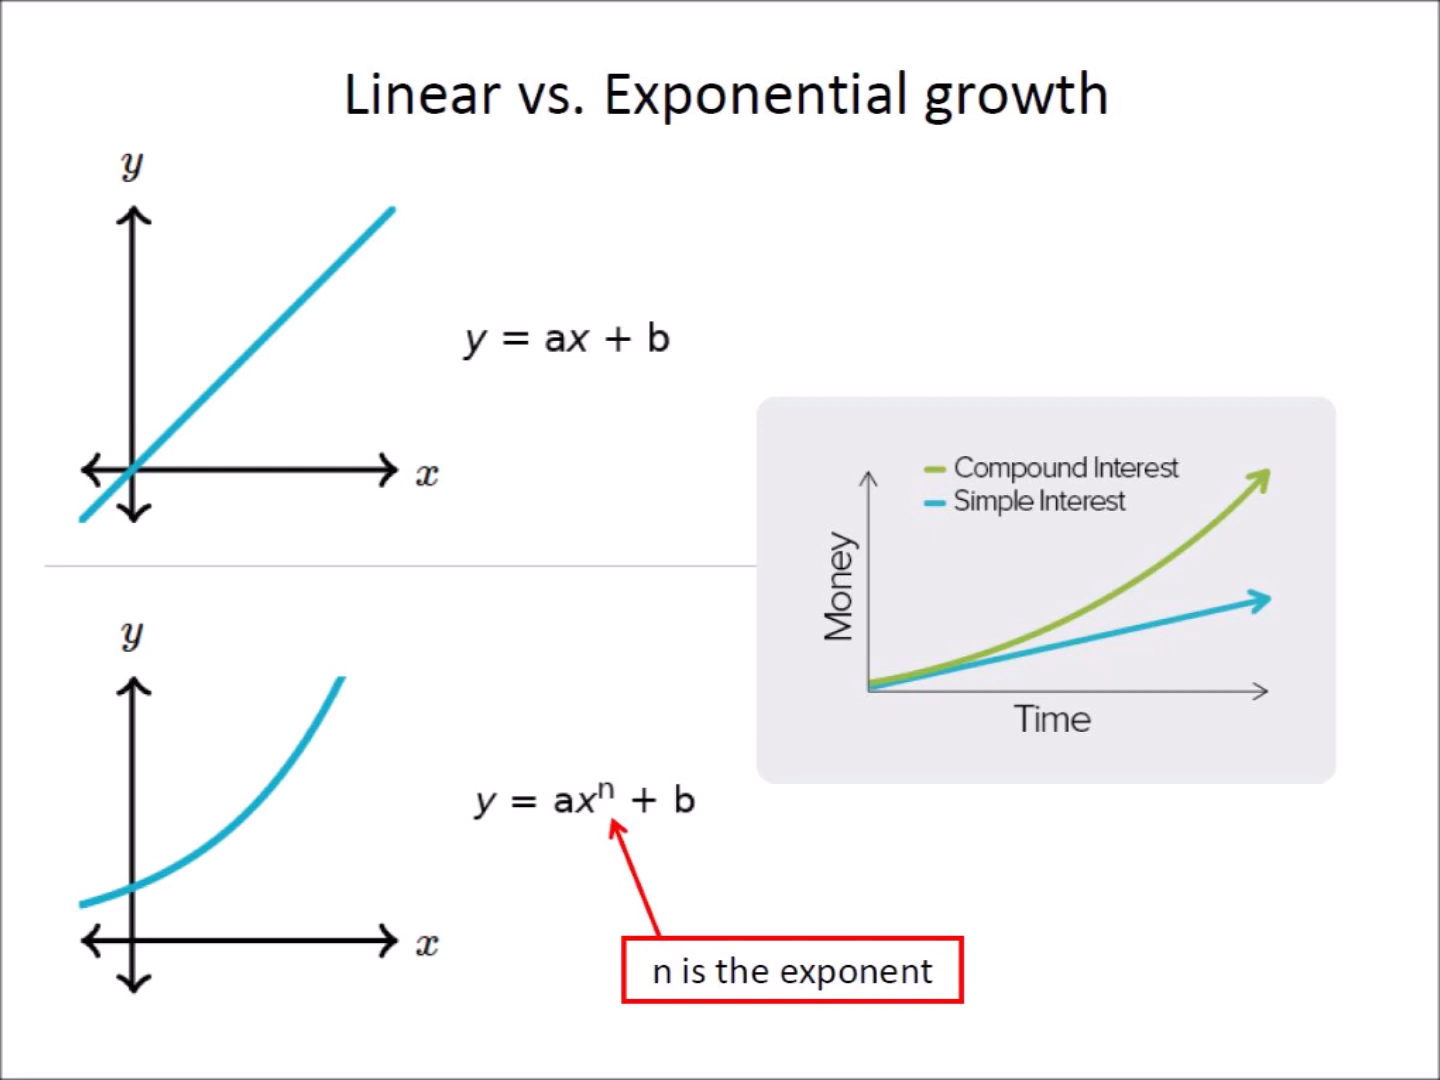 Linear vs. Exponential growth
y
y = ax + b
x
Compound Interest
Simple Interest
Money
Time
y
y = axⁿ + b
x
n is the exponent